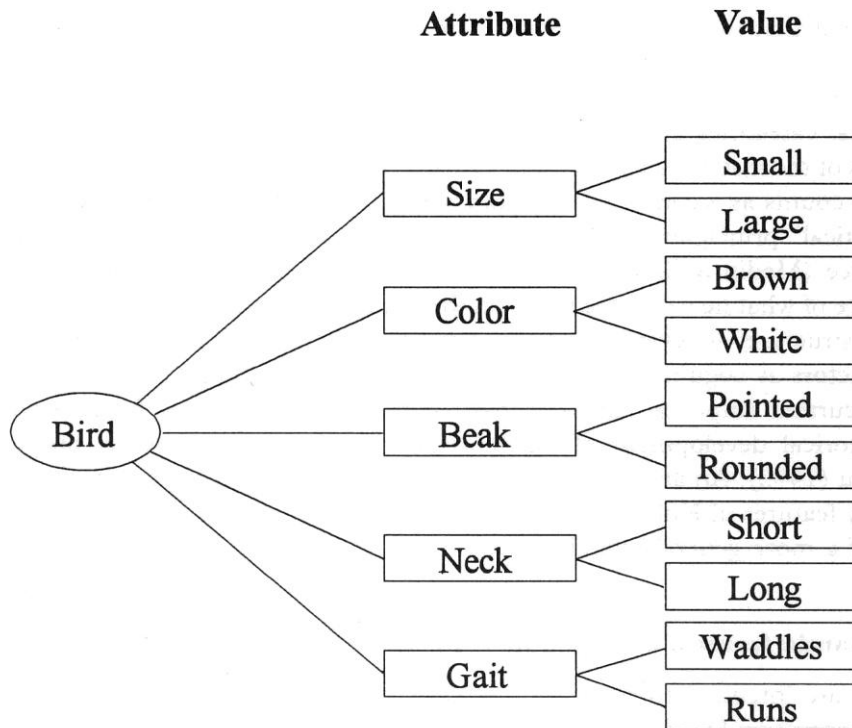 Attribute Value
Small
Size
Large
Brown
Color
White
Pointed
Bird
Beak
Rounded
Short
Neck
Long
Waddles
Gait
Runs